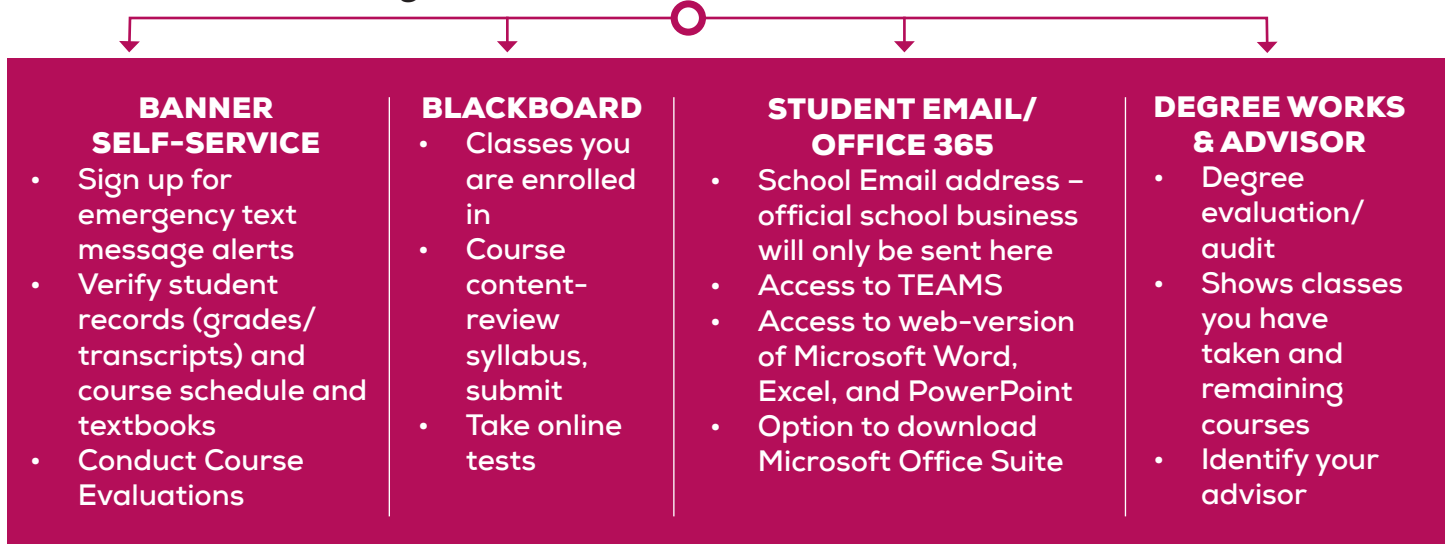 BANNER
SELF-SERVICE
• Sign up for
emergency text
message alerts
• Verify student
records (grades/
transcripts) and
course schedule and
textbooks
• Conduct Course
Evaluations
BLACKBOARD
• Classes you
are enrolled
in
• Course
content-
review
syllabus,
submit
• Take online
tests
STUDENT EMAIL/
OFFICE 365
• School Email address –
official school business
will only be sent here
• Access to TEAMS
• Access to web-version
of Microsoft Word,
Excel, and PowerPoint
• Option to download
Microsoft Office Suite
DEGREE WORKS
& ADVISOR
• Degree
evaluation/
audit
• Shows classes
you have
taken and
remaining
courses
• Identify your
advisor